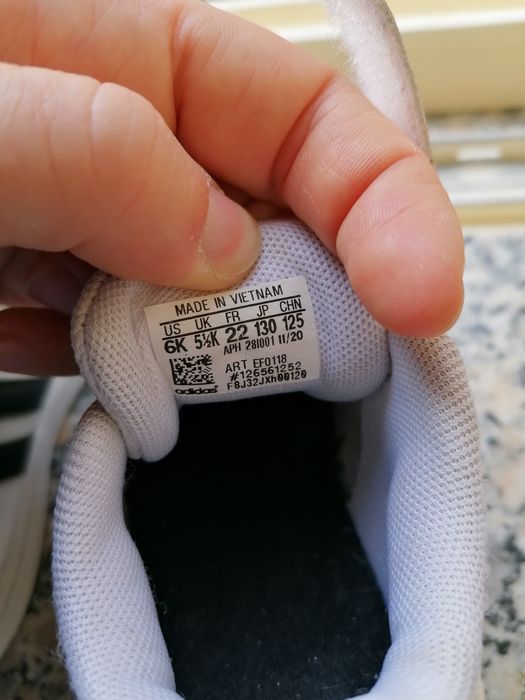 MADE IN VIETNAM
US UK FR JP CHN
6K 5½K 22 130 125
APH 281001 11/20
ART EF0118
#126561252
F8J32JXh00120
adidas